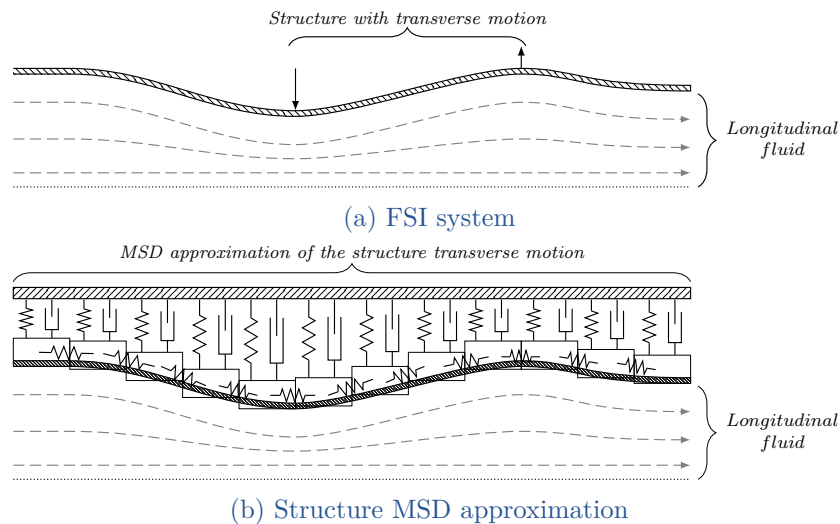 Structure with transverse motion
Longitudinal
fluid
(a) FSI system
MSD approximation of the structure transverse motion
Longitudinal
fluid
(b) Structure MSD approximation